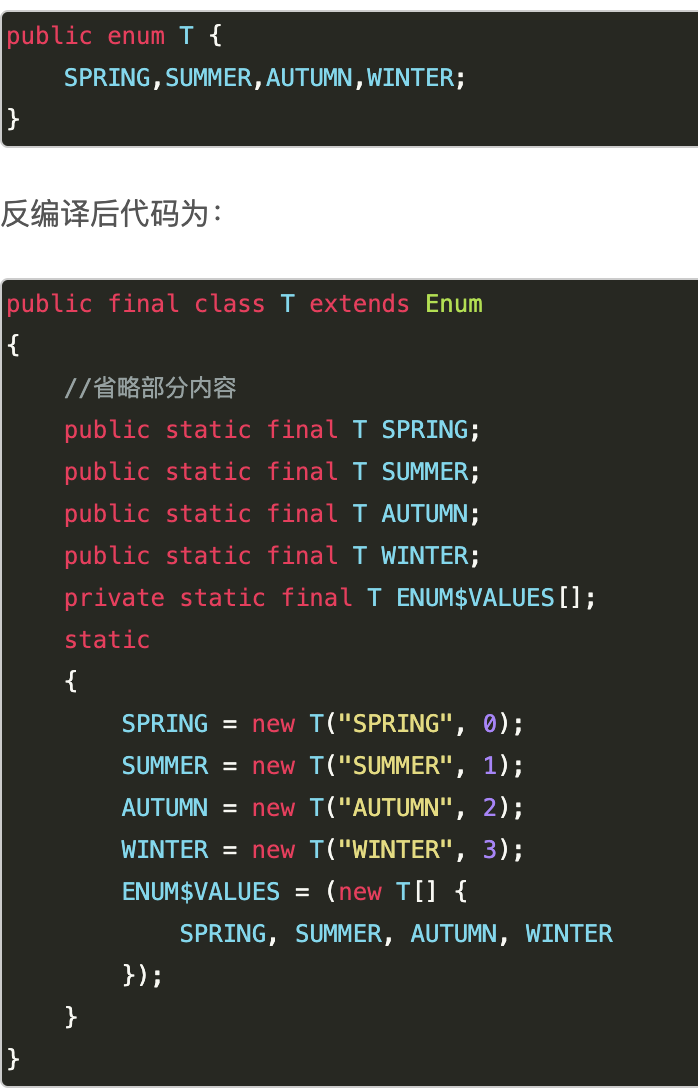 public enum T {
    SPRING,SUMMER,AUTUMN,WINTER;
}
反编译后代码为：
public final class T extends Enum
{
    //省略部分内容
    public static final T SPRING;
    public static final T SUMMER;
    public static final T AUTUMN;
    public static final T WINTER;
    private static final T ENUM$VALUES[];
    static
    {
        SPRING = new T("SPRING", 0);
        SUMMER = new T("SUMMER", 1);
        AUTUMN = new T("AUTUMN", 2);
        WINTER = new T("WINTER", 3);
        ENUM$VALUES = (new T[] {
            SPRING, SUMMER, AUTUMN, WINTER
        });
    }
}